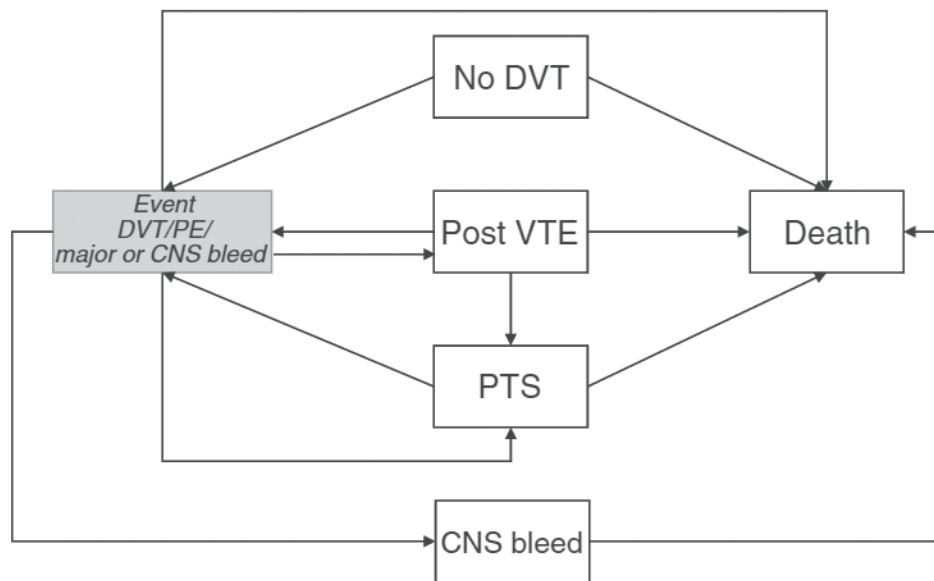 No DVT
Event
DVT/PE/
major or CNS bleed
Post VTE
Death
PTS
CNS bleed